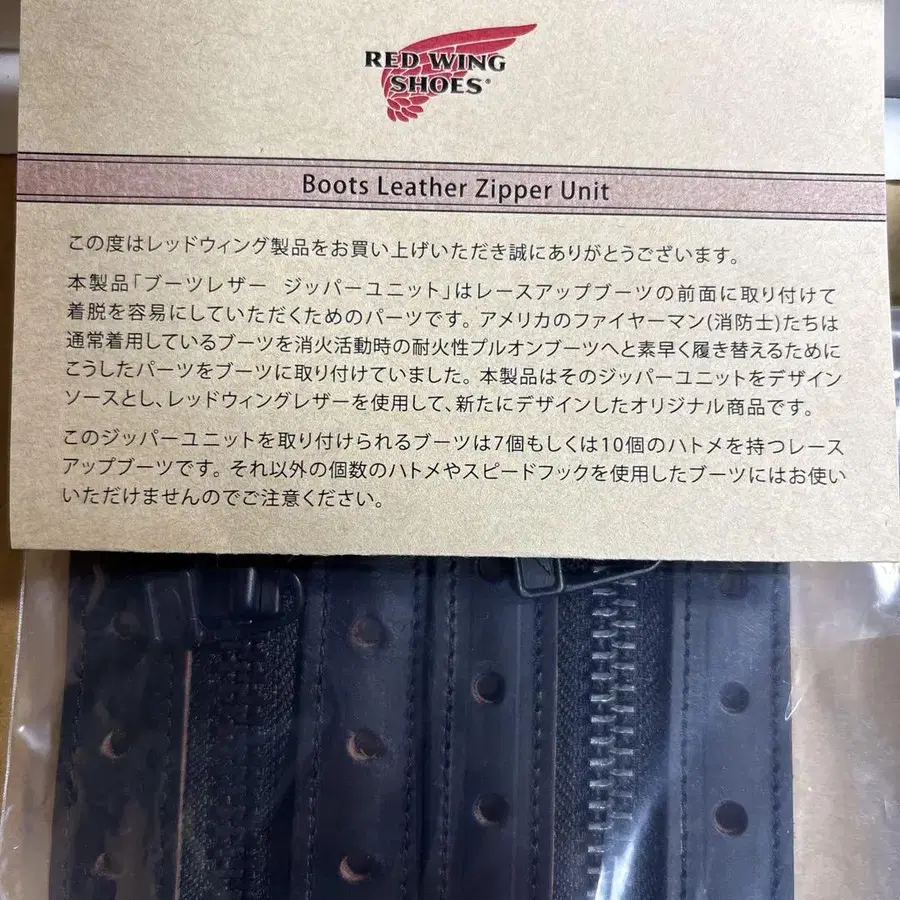 RED WING
SHOES®
Boots Leather Zipper Unit
この度はレッドウィング製品をお買い上げいただき誠にありがとうございます。
本製品「ブーツレザー　ジッパーユニット」はレースアップブーツの前面に取り付けて
着脱を容易にしていただくためのパーツです。アメリカのファイヤーマン(消防士)たちは
通常着用しているブーツを消火活動時の耐火性プルオンブーツへと素早く履き替えるために
こうしたパーツをブーツに取り付けていました。本製品はそのジッパーユニットをデザイン
ソースとし、レッドウィングレザーを使用して、新たにデザインしたオリジナル商品です。
このジッパーユニットを取り付けられるブーツは7個もしくは10個のハトメを持つレース
アップブーツです。それ以外の個数のハトメやスピードフックを使用したブーツにはお使い
いただけませんのでご注意ください。